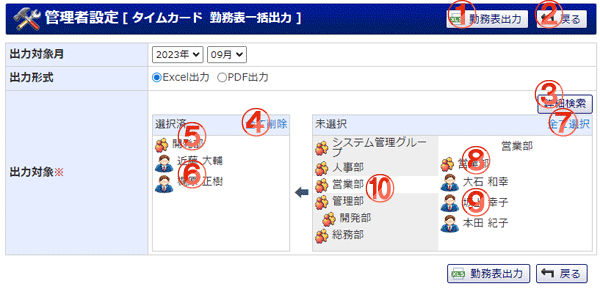 管理者設定 [ タイムカード 勤務表一括出力 ]
① 勤務表出力 ② 戻る
出力対象月 2023年 09月
出力形式 Excel出力 PDF出力
③ 詳細検索
選択済 ④ 全て削除 未選択 ⑦ 全て選択
出力対象※
⑤ 開発部
近藤 大輔
⑥ 正樹
システム管理グループ
人事部
営業部 ⑩
管理部
開発部
総務部
営業部
⑧ 営業部
大石 和幸
⑨ 幸子
本田 紀子
勤務表出力 戻る